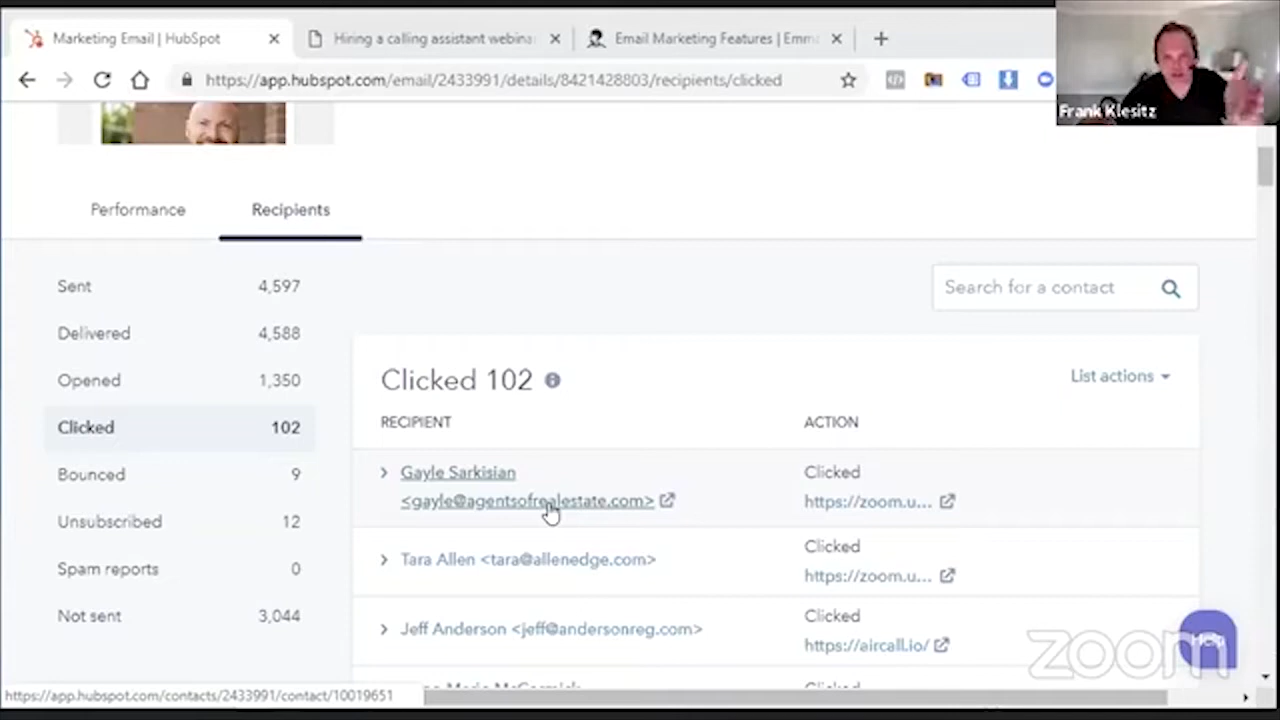 Marketing Email | HubSpot
Hiring a calling assistant webina
Email Marketing Features | Emm
https://app.hubspot.com/email/2433991/details/8421428803/recipients/clicked
Frank Klesitz
Performance
Recipients
Sent 4,597
Delivered 4,588
Opened 1,350
Clicked 102
Bounced 9
Unsubscribed 12
Spam reports 0
Not sent 3,044
Search for a contact
Clicked 102
List actions
RECIPIENT ACTION
Gayle Sarkisian Clicked
<gayle@agentsofrealestate.com> https://zoom.u...
Tara Allen <tara@allenedge.com> Clicked
https://zoom.u...
Jeff Anderson <jeff@andersonreg.com> Clicked
https://aircall.io/
Marie McCormick Clicked
Help
zoom
https://app.hubspot.com/contacts/2433991/contact/10019651